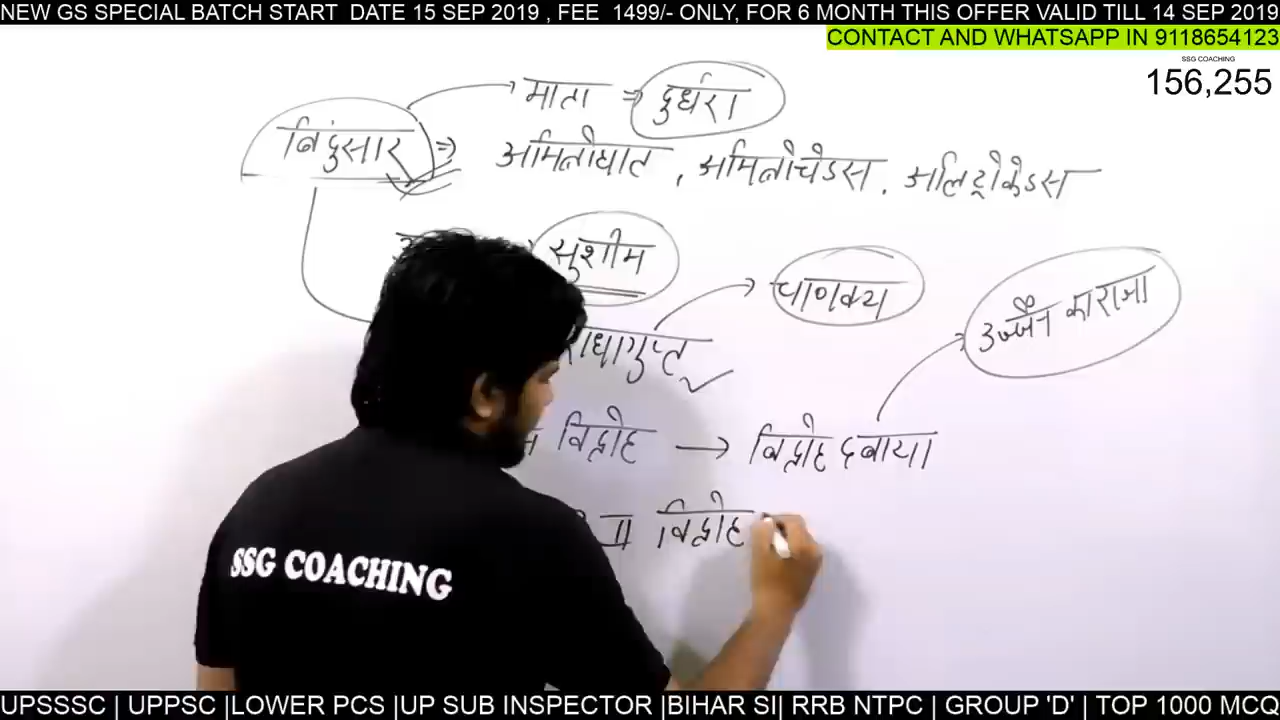 NEW GS SPECIAL BATCH START DATE 15 SEP 2019 , FEE 1499/- ONLY, FOR 6 MONTH THIS OFFER VALID TILL 14 SEP 2019
CONTACT AND WHATSAPP IN 9118654123
SSG COACHING
156,255
माता ⇒ दुर्धरा
बिंदुसार ⇒ अमितोघात , अमित्रोचेडस , अलिट्रोकेडस
सुशीम
चाणक्य
उज्जैन का राजा
राधागुप्त
विद्रोह → विद्रोह दबाया
II विद्रोह
SSG COACHING
UPSSSC | UPPSC |LOWER PCS |UP SUB INSPECTOR |BIHAR SI| RRB NTPC | GROUP 'D' | TOP 1000 MCQ